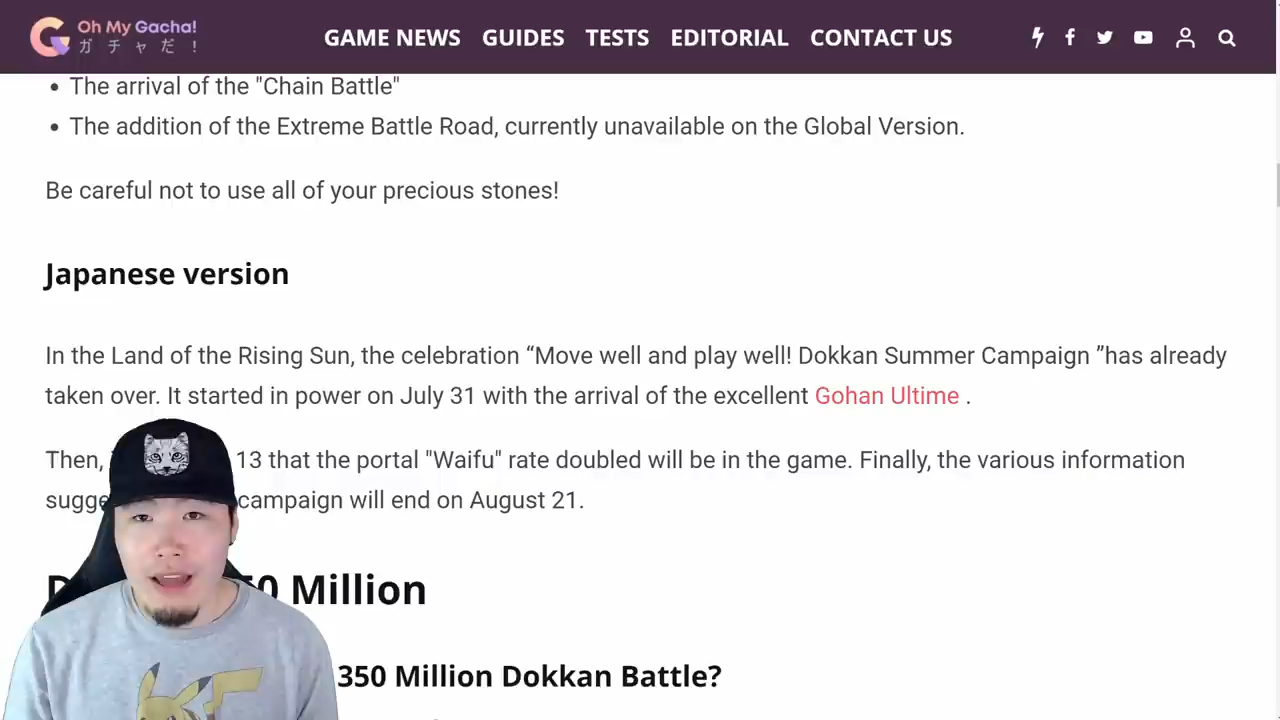 Oh My Gacha!
ガチャだ!
GAME NEWS GUIDES TESTS EDITORIAL CONTACT US
• The arrival of the "Chain Battle"
• The addition of the Extreme Battle Road, currently unavailable on the Global Version.
Be careful not to use all of your precious stones!
Japanese version
In the Land of the Rising Sun, the celebration “Move well and play well! Dokkan Summer Campaign ”has already
taken over. It started in power on July 31 with the arrival of the excellent Gohan Ultime .
Then, 13 that the portal "Waifu" rate doubled will be in the game. Finally, the various information
campaign will end on August 21.
Million
350 Million Dokkan Battle?